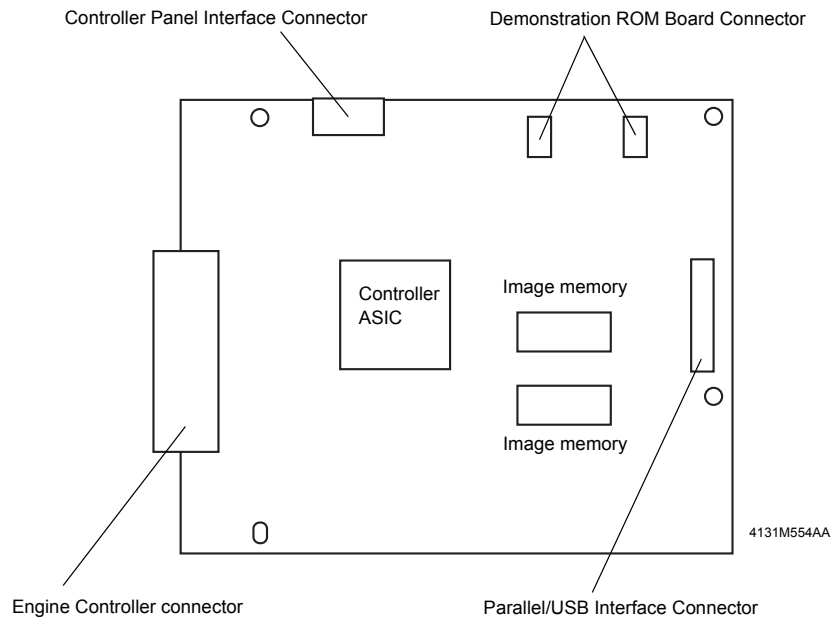 Controller Panel Interface Connector
Demonstration ROM Board Connector
Controller
ASIC
Image memory
Image memory
4131M554AA
Engine Controller connector
Parallel/USB Interface Connector